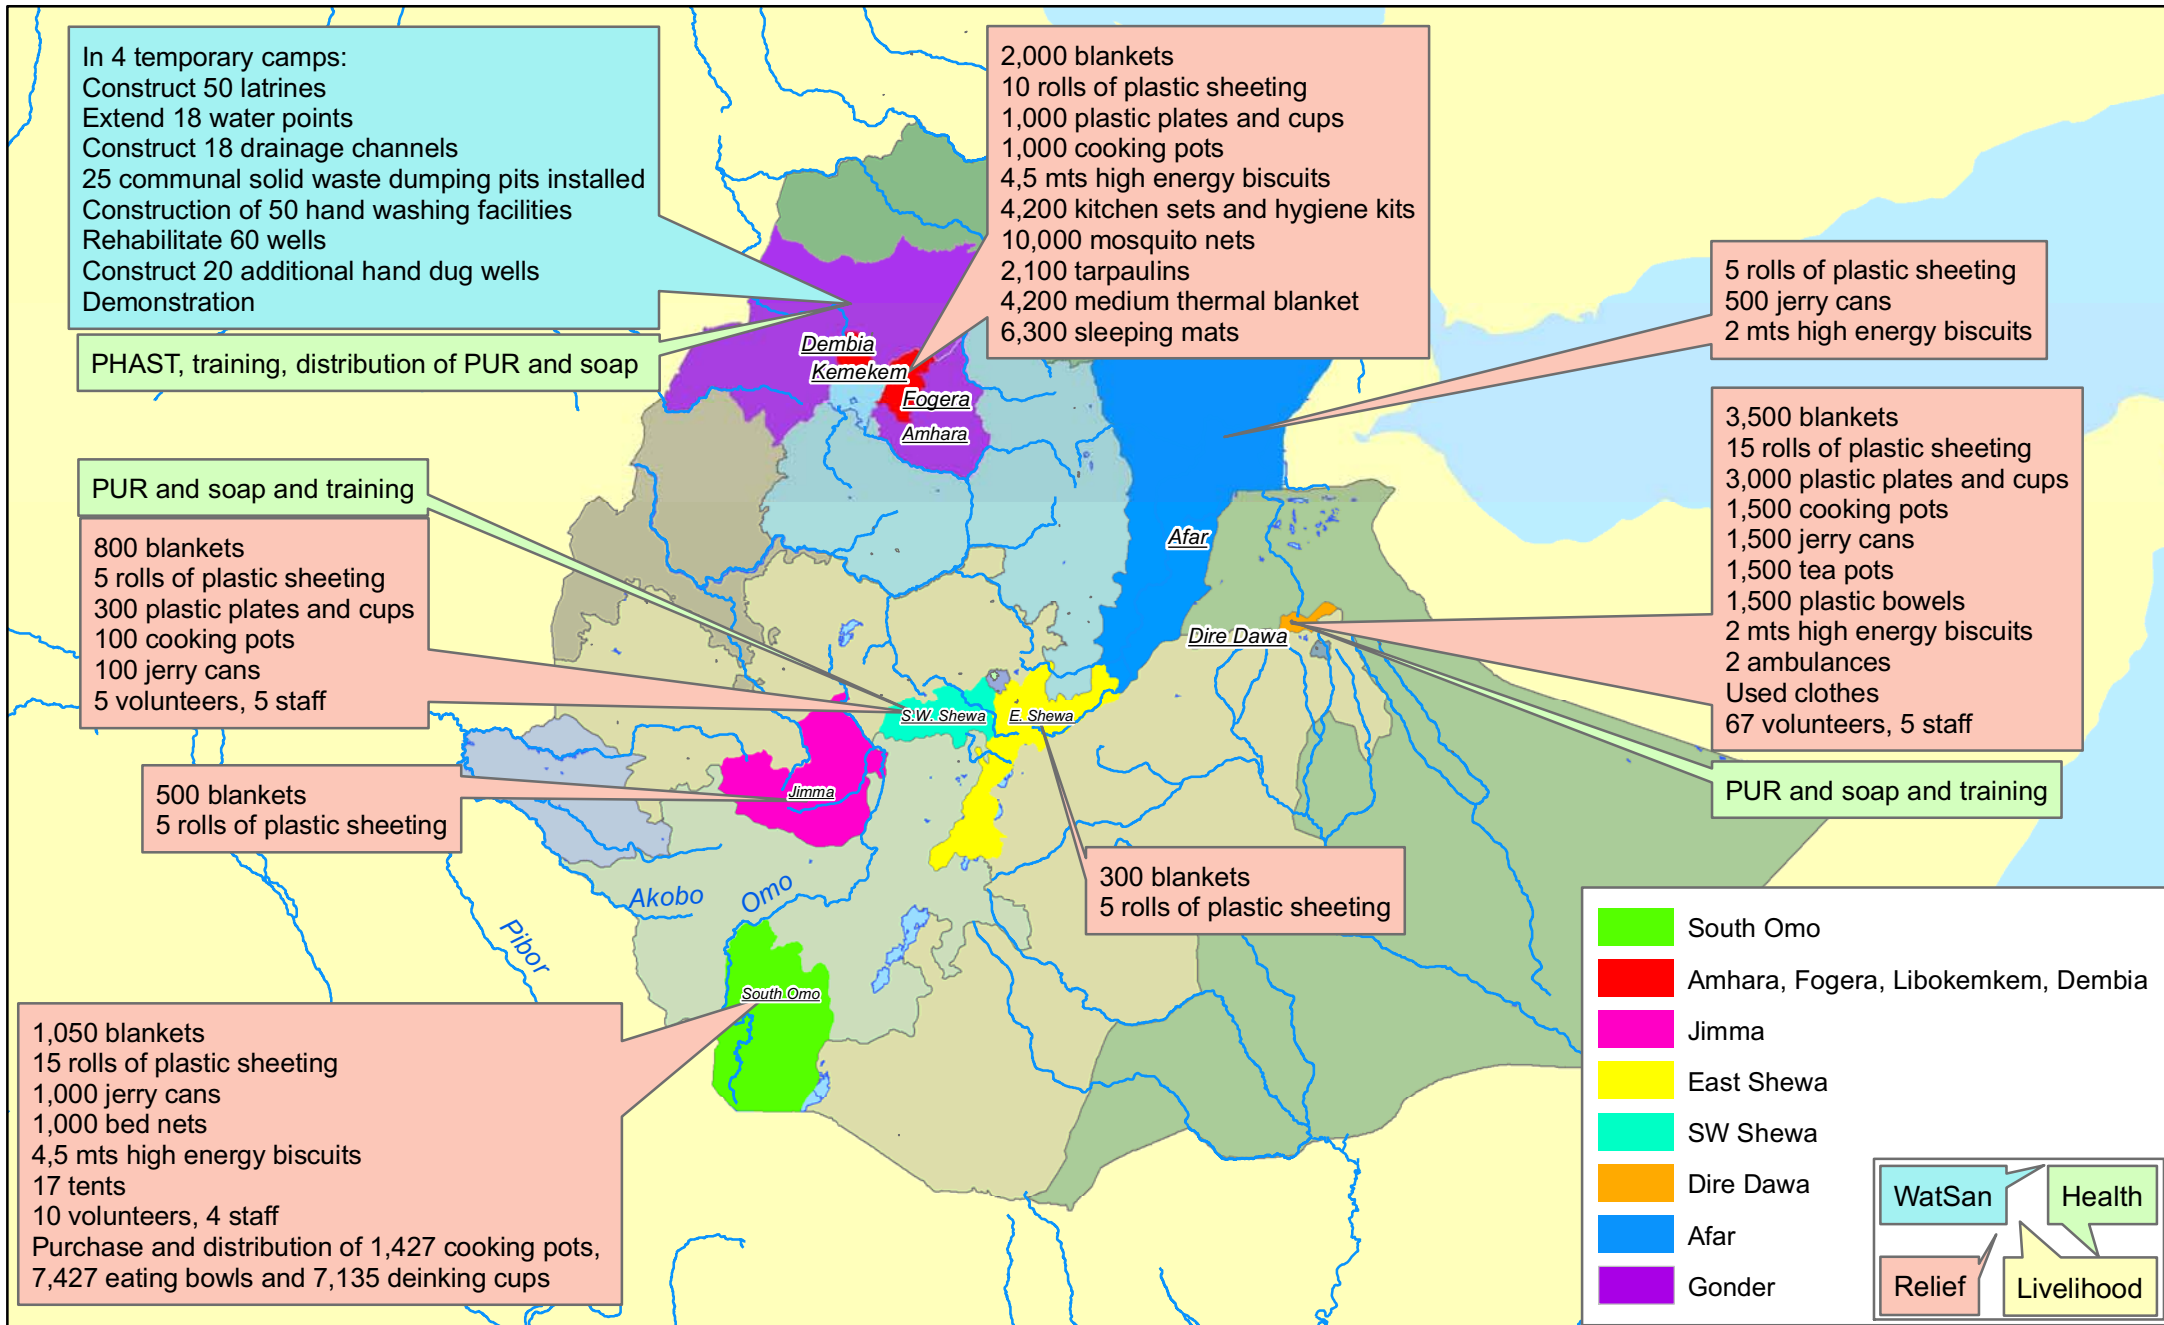 In 4 temporary camps:
Construct 50 latrines
Extend 18 water points
Construct 18 drainage channels
25 communal solid waste dumping pits installed
Construction of 50 hand washing facilities
Rehabilitate 60 wells
Construct 20 additional hand dug wells
Demonstration
PHAST, training, distribution of PUR and soap
2,000 blankets
10 rolls of plastic sheeting
1,000 plastic plates and cups
1,000 cooking pots
4,5 mts high energy biscuits
4,200 kitchen sets and hygiene kits
10,000 mosquito nets
2,100 tarpaulins
4,200 medium thermal blanket
6,300 sleeping mats
5 rolls of plastic sheeting
500 jerry cans
2 mts high energy biscuits
3,500 blankets
15 rolls of plastic sheeting
3,000 plastic plates and cups
1,500 cooking pots
1,500 jerry cans
1,500 tea pots
1,500 plastic bowels
2 mts high energy biscuits
2 ambulances
Used clothes
67 volunteers, 5 staff
PUR and soap and training
Dembia
Kemekem
Fogera
Amhara
Afar
Dire Dawa
S.W. Shewa
E. Shewa
Jimma
Akobo
Omo
Pibor
South Omo
PUR and soap and training
800 blankets
5 rolls of plastic sheeting
300 plastic plates and cups
100 cooking pots
100 jerry cans
5 volunteers, 5 staff
500 blankets
5 rolls of plastic sheeting
300 blankets
5 rolls of plastic sheeting
1,050 blankets
15 rolls of plastic sheeting
1,000 jerry cans
1,000 bed nets
4,5 mts high energy biscuits
17 tents
10 volunteers, 4 staff
Purchase and distribution of 1,427 cooking pots,
7,427 eating bowls and 7,135 deinking cups
South Omo
Amhara, Fogera, Libokemkem, Dembia
Jimma
East Shewa
SW Shewa
Dire Dawa
Afar
Gonder
WatSan
Health
Relief
Livelihood